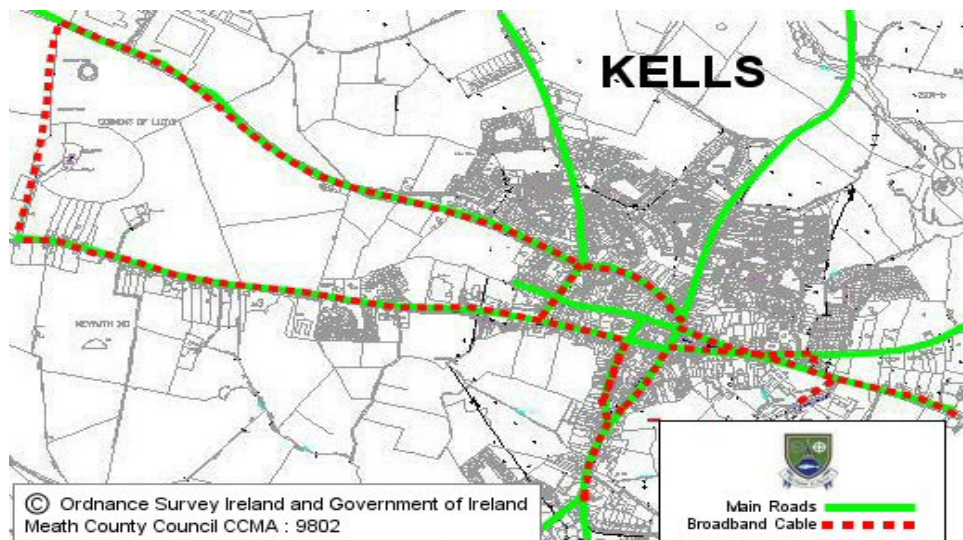 KELLS
© Ordnance Survey Ireland and Government of Ireland
Meath County Council CCMA : 9802
Main Roads
Broadband Cable